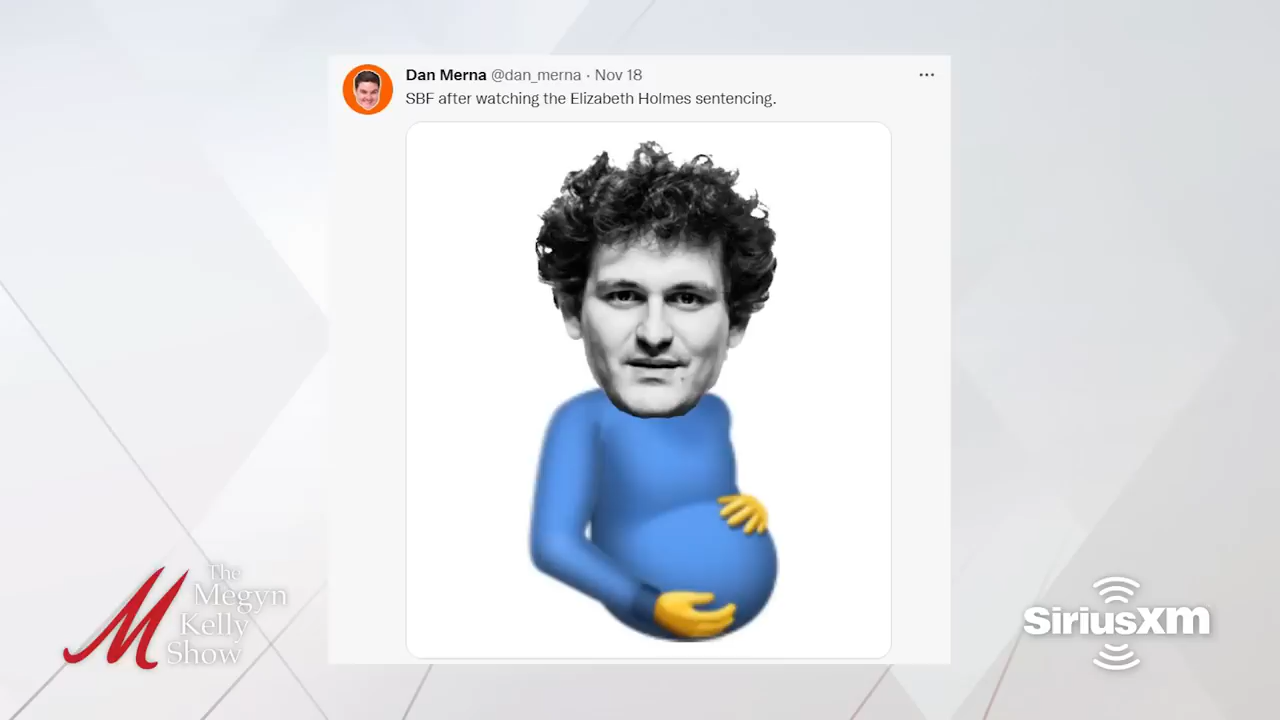 Dan Merna @dan_merna · Nov 18
SBF after watching the Elizabeth Holmes sentencing.
The
Megyn
Kelly
Show
SiriusXM